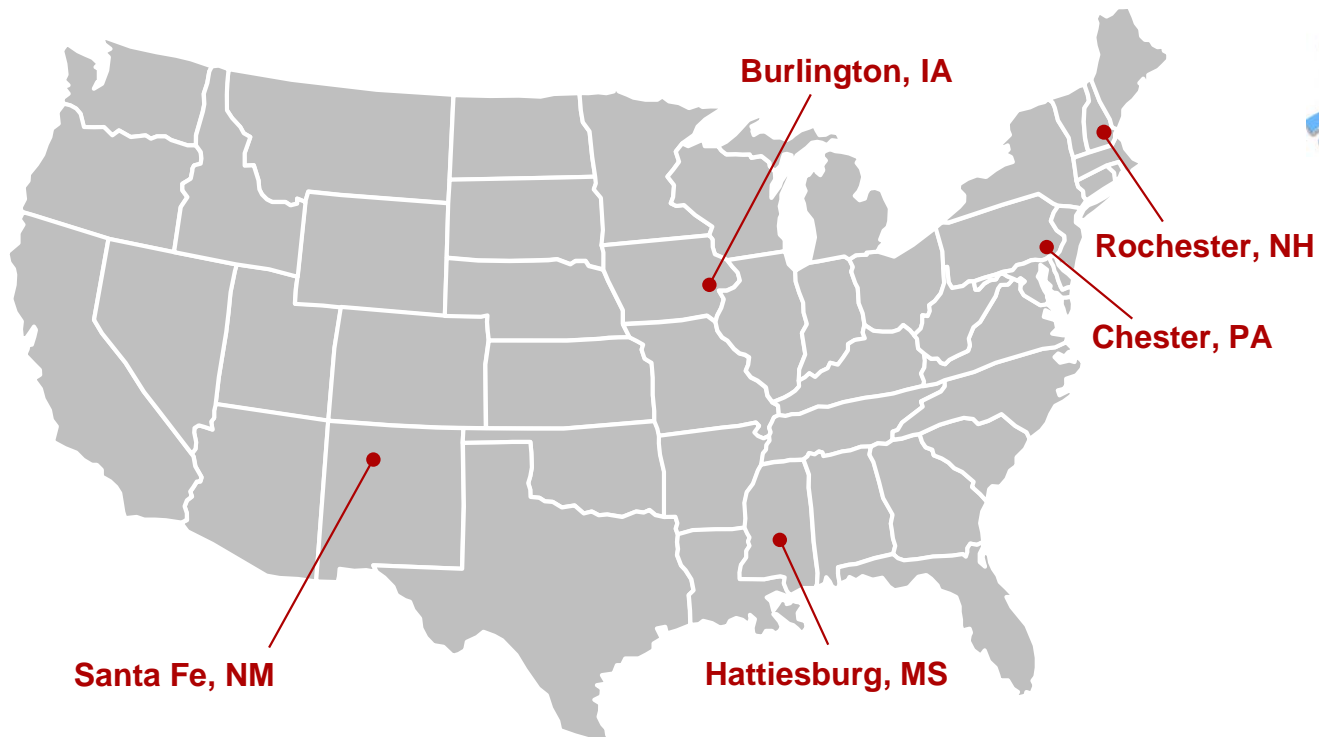 Burlington, IA
Rochester, NH
Chester, PA
Santa Fe, NM
Hattiesburg, MS